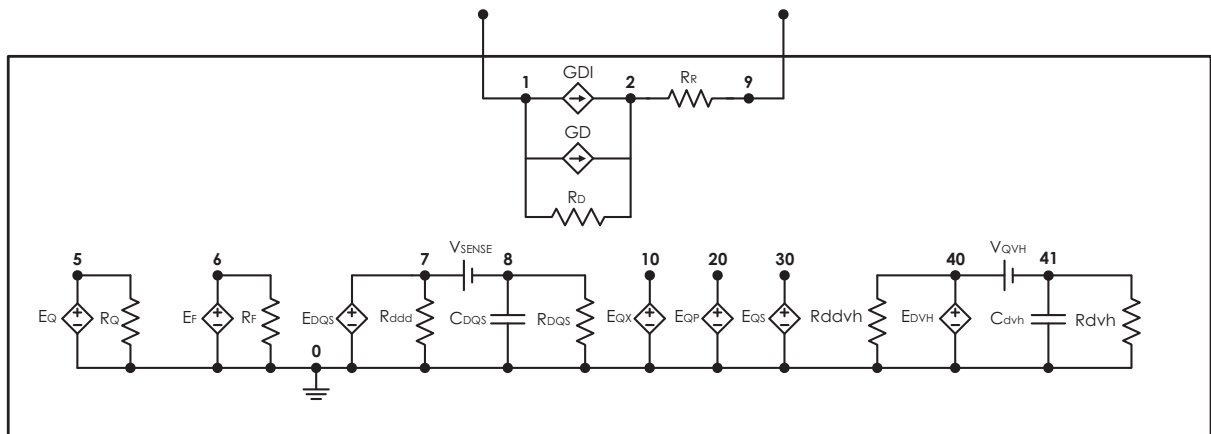 GDI
1
2
RR
9
GD
RD
5
6
7
VSENSE
8
10
20
30
40
VQVH
41
EQ
RQ
EF
RF
EDQS
Rddd
CDQS
RDQS
EQX
EQP
EQS
Rddvh
EDVH
Cdvh
Rdvh
0